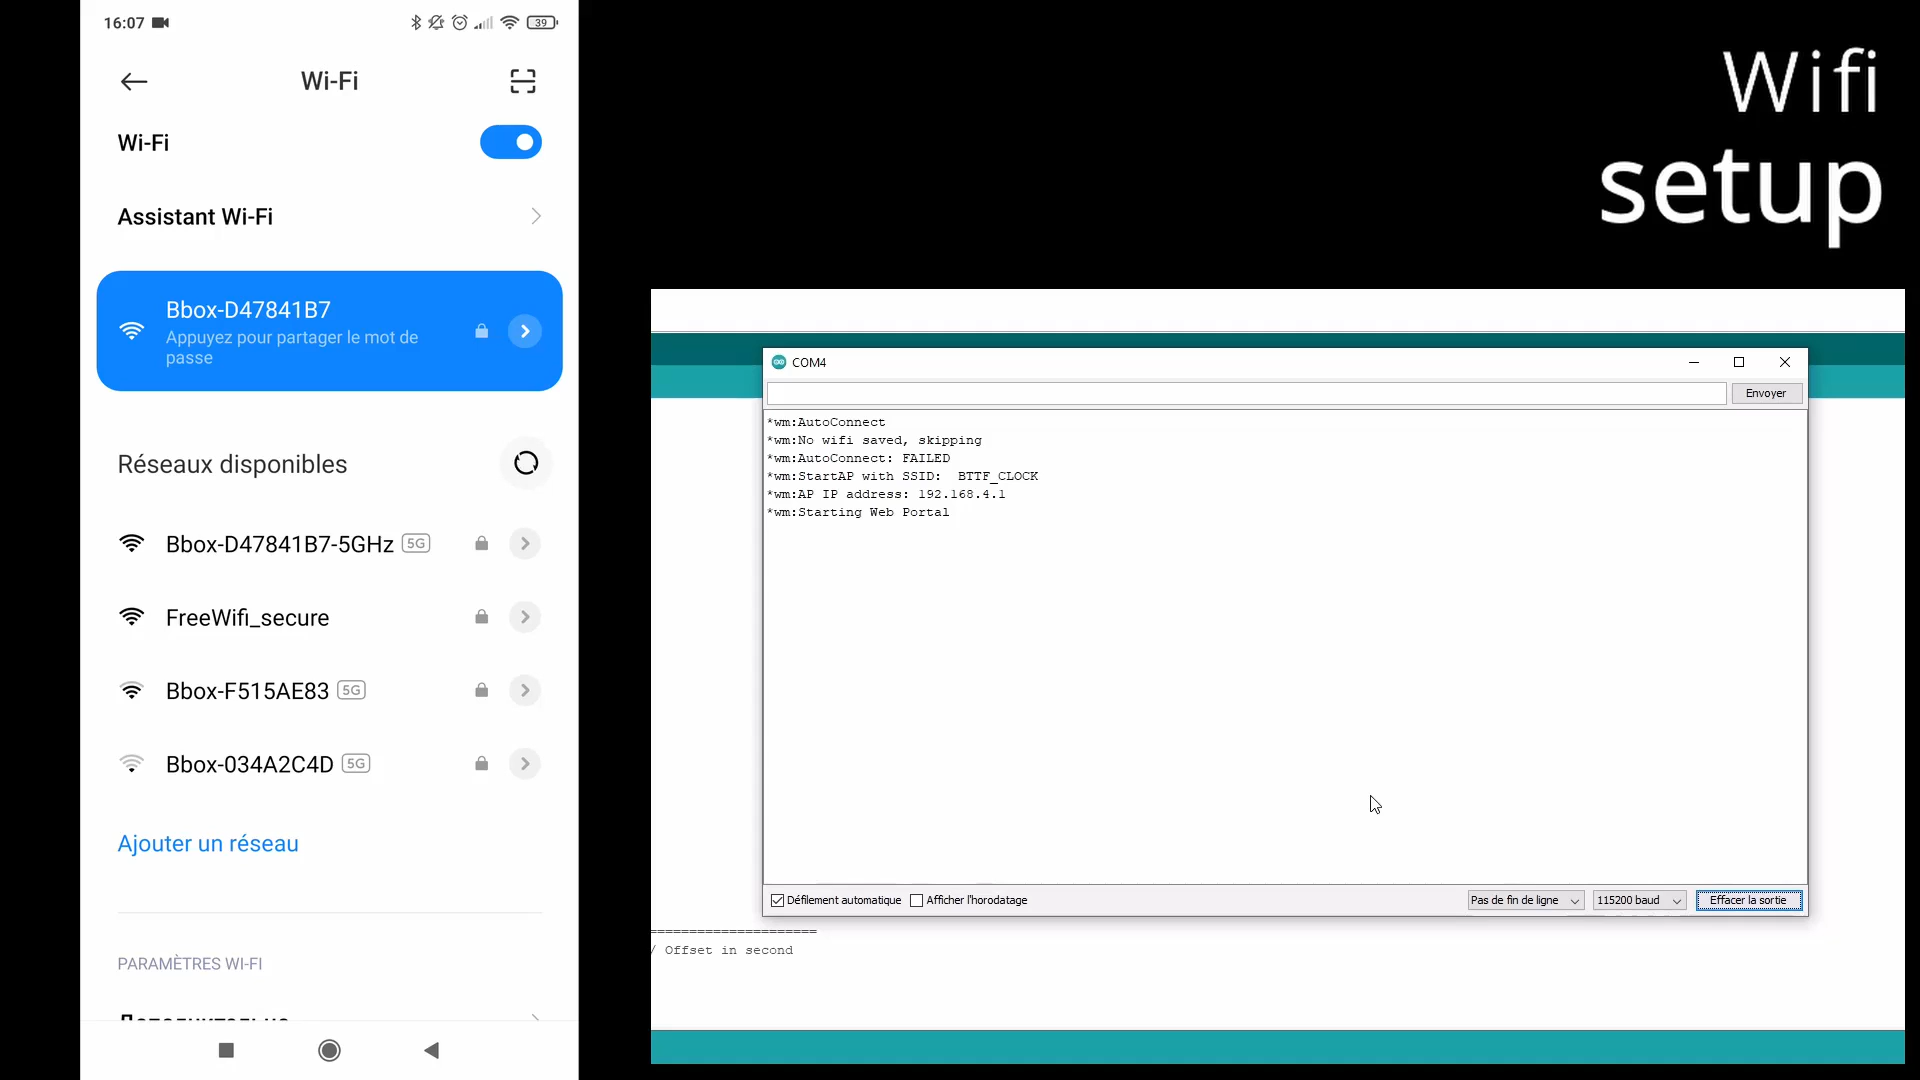 16:07
39
Wi-Fi
Wi-Fi
Assistant Wi-Fi
Bbox-D47841B7
Appuyez pour partager le mot de
passe
Réseaux disponibles
Bbox-D47841B7-5GHz 5G
FreeWifi_secure
Bbox-F515AE83 5G
Bbox-034A2C4D 5G
Ajouter un réseau
PARAMÈTRES WI-FI
Wifi
setup
COM4
Envoyer
*wm:AutoConnect
*wm:No wifi saved, skipping
*wm:AutoConnect: FAILED
*wm:StartAP with SSID:  BTTF_CLOCK
*wm:AP IP address: 192.168.4.1
*wm:Starting Web Portal
Défilement automatique
Afficher l'horodatage
Pas de fin de ligne
115200 baud
Effacer la sortie
=====================
/ Offset in second